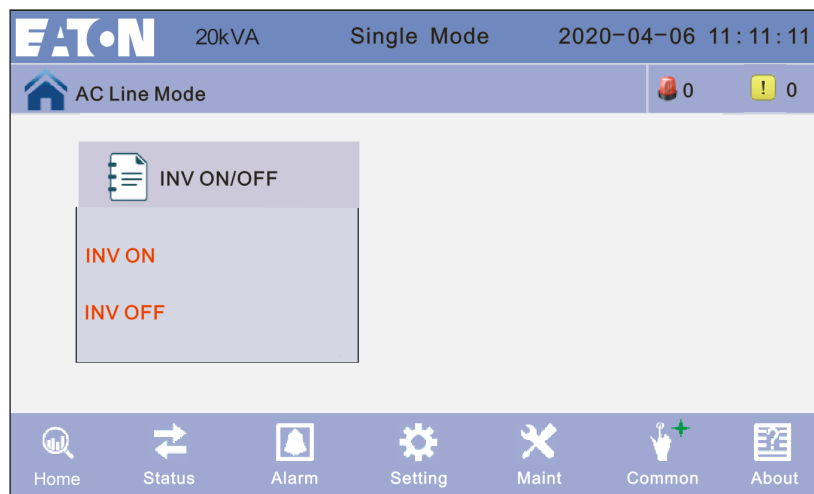 EATON 20kVA Single Mode 2020-04-06 11:11:11
AC Line Mode 0 ! 0
INV ON/OFF
INV ON
INV OFF
Home Status Alarm Setting Maint Common About